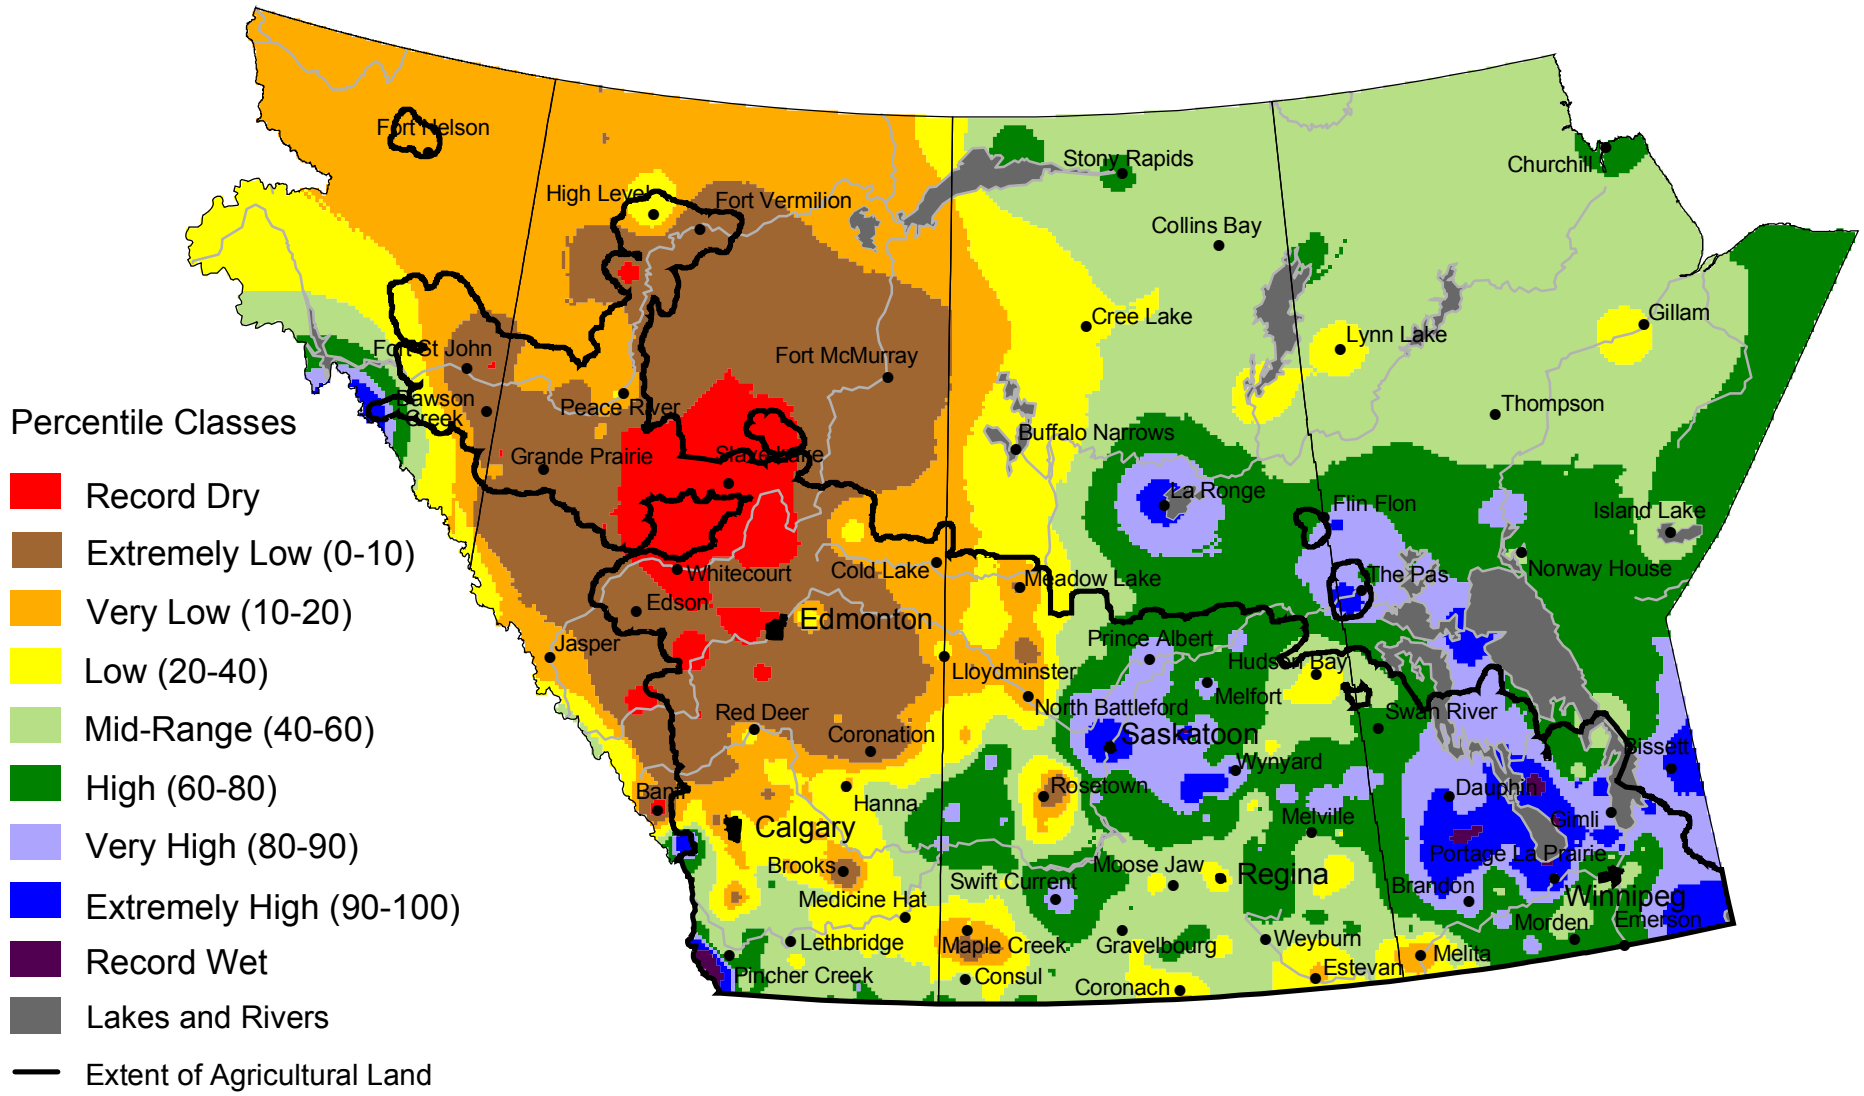 Percentile Classes
Record Dry
Extremely Low (0-10)
Very Low (10-20)
Low (20-40)
Mid-Range (40-60)
High (60-80)
Very High (80-90)
Extremely High (90-100)
Record Wet
Lakes and Rivers
Extent of Agricultural Land
Fort Nelson
High Level
Fort Vermilion
Stony Rapids
Churchill
Collins Bay
Cree Lake
Lynn Lake
Gillam
Fort St John
Fort McMurray
Dawson
Creek
Peace River
Thompson
Buffalo Narrows
Grande Prairie
Slave Lake
La Ronge
Flin Flon
Island Lake
Whitecourt
Cold Lake
Meadow Lake
The Pas
Norway House
Edson
Edmonton
Jasper
Prince Albert
Hudson Bay
Lloydminster
Melfort
North Battleford
Red Deer
Swan River
Coronation
Saskatoon
Bissett
Wynyard
Banff
Hanna
Rosetown
Dauphin
Calgary
Melville
Gimli
Brooks
Moose Jaw
Regina
Portage La Prairie
Swift Current
Brandon
Medicine Hat
Winnipeg
Morden
Emerson
Lethbridge
Maple Creek
Gravelbourg
Weyburn
Melita
Pincher Creek
Consul
Coronach
Estevan